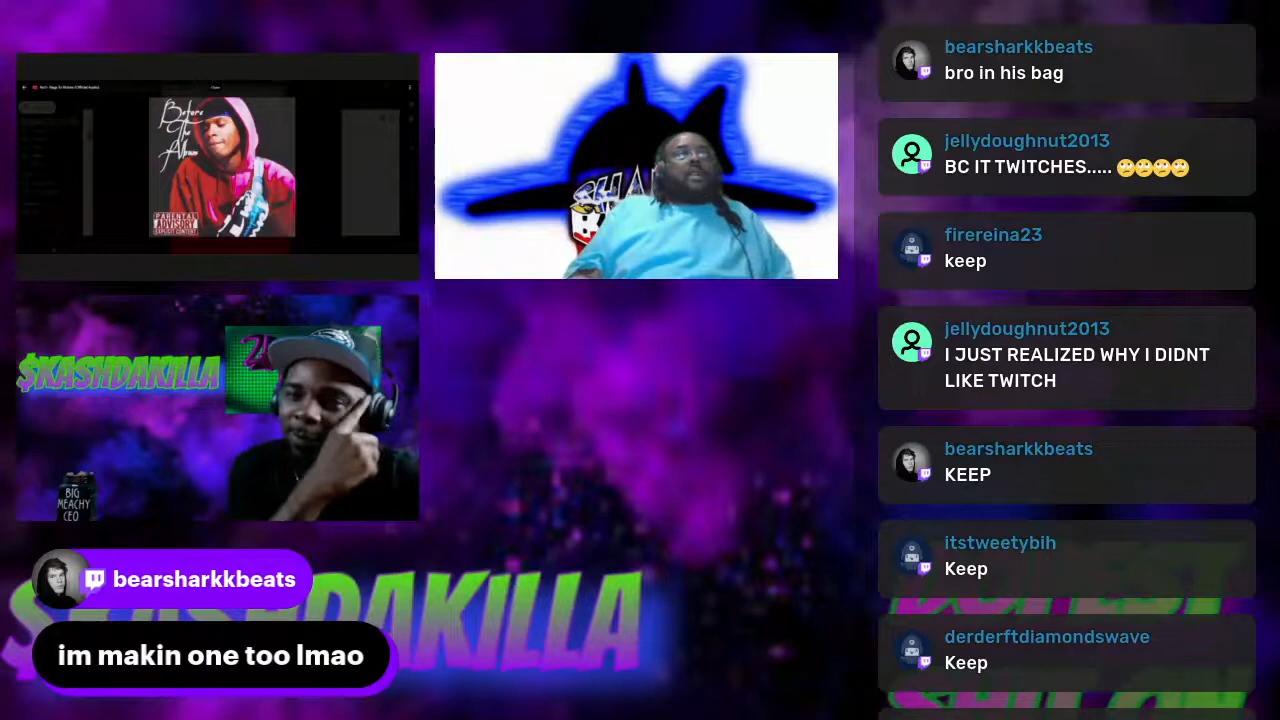 Before
The
Album
PARENTAL
ADVISORY
EXPLICIT CONTENT
$KASHDAKILLA
BIG
MEACHY
CEO
bearsharkkbeats
im makin one too lmao
bearsharkkbeats
bro in his bag
jellydoughnut2013
BC IT TWITCHES..... 🙄🙄🙄🙄
firereina23
keep
jellydoughnut2013
I JUST REALIZED WHY I DIDNT
LIKE TWITCH
bearsharkkbeats
KEEP
itstweetybih
Keep
derderftdiamondswave
Keep